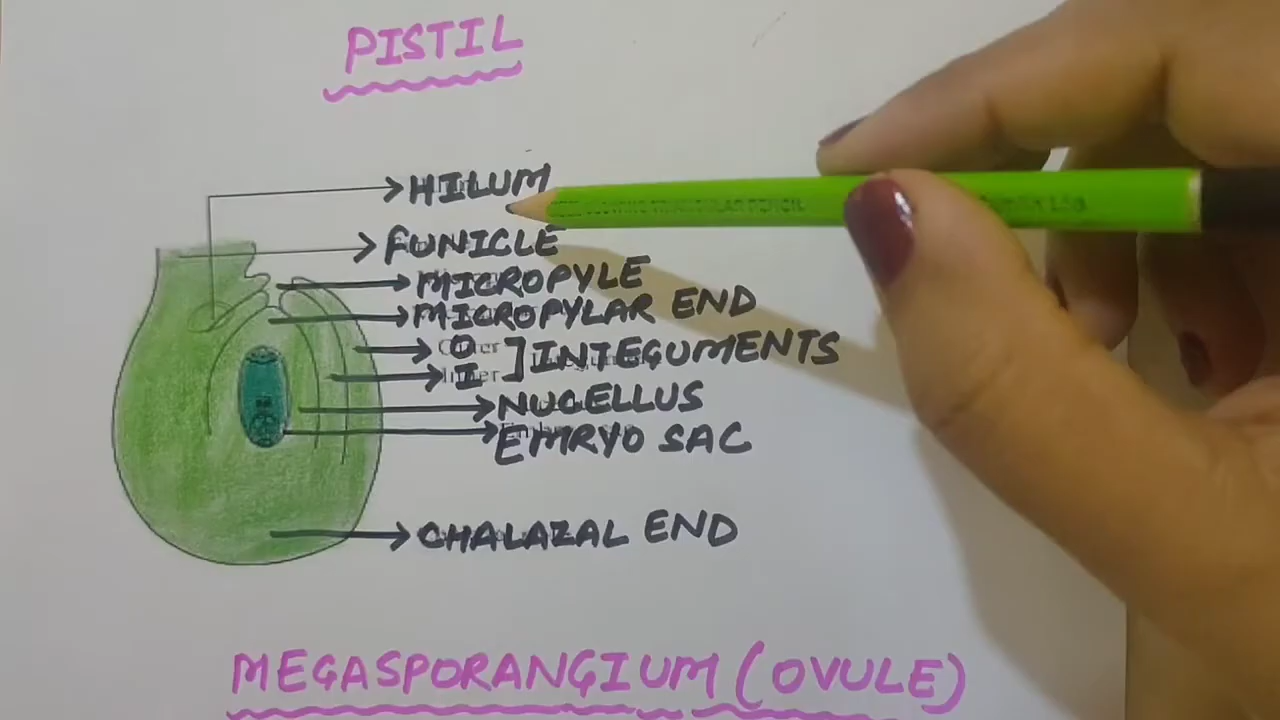 PISTIL
HILUM
FUNICLE
MICROPYLE
MICROPYLAR END
O ] INTEGUMENTS
I
NUCELLUS
EMRYO SAC
CHALAZAL END
MEGASPORANGIUM (OVULE)